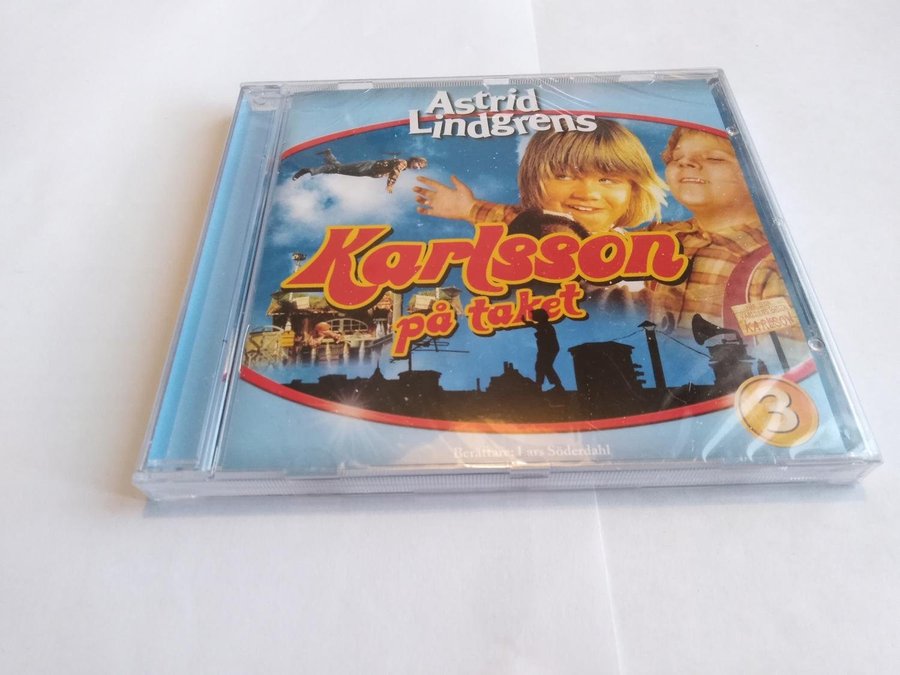 Astrid
Lindgrens
Karlsson
på taket
3
Berättare: Lars Söderdahl